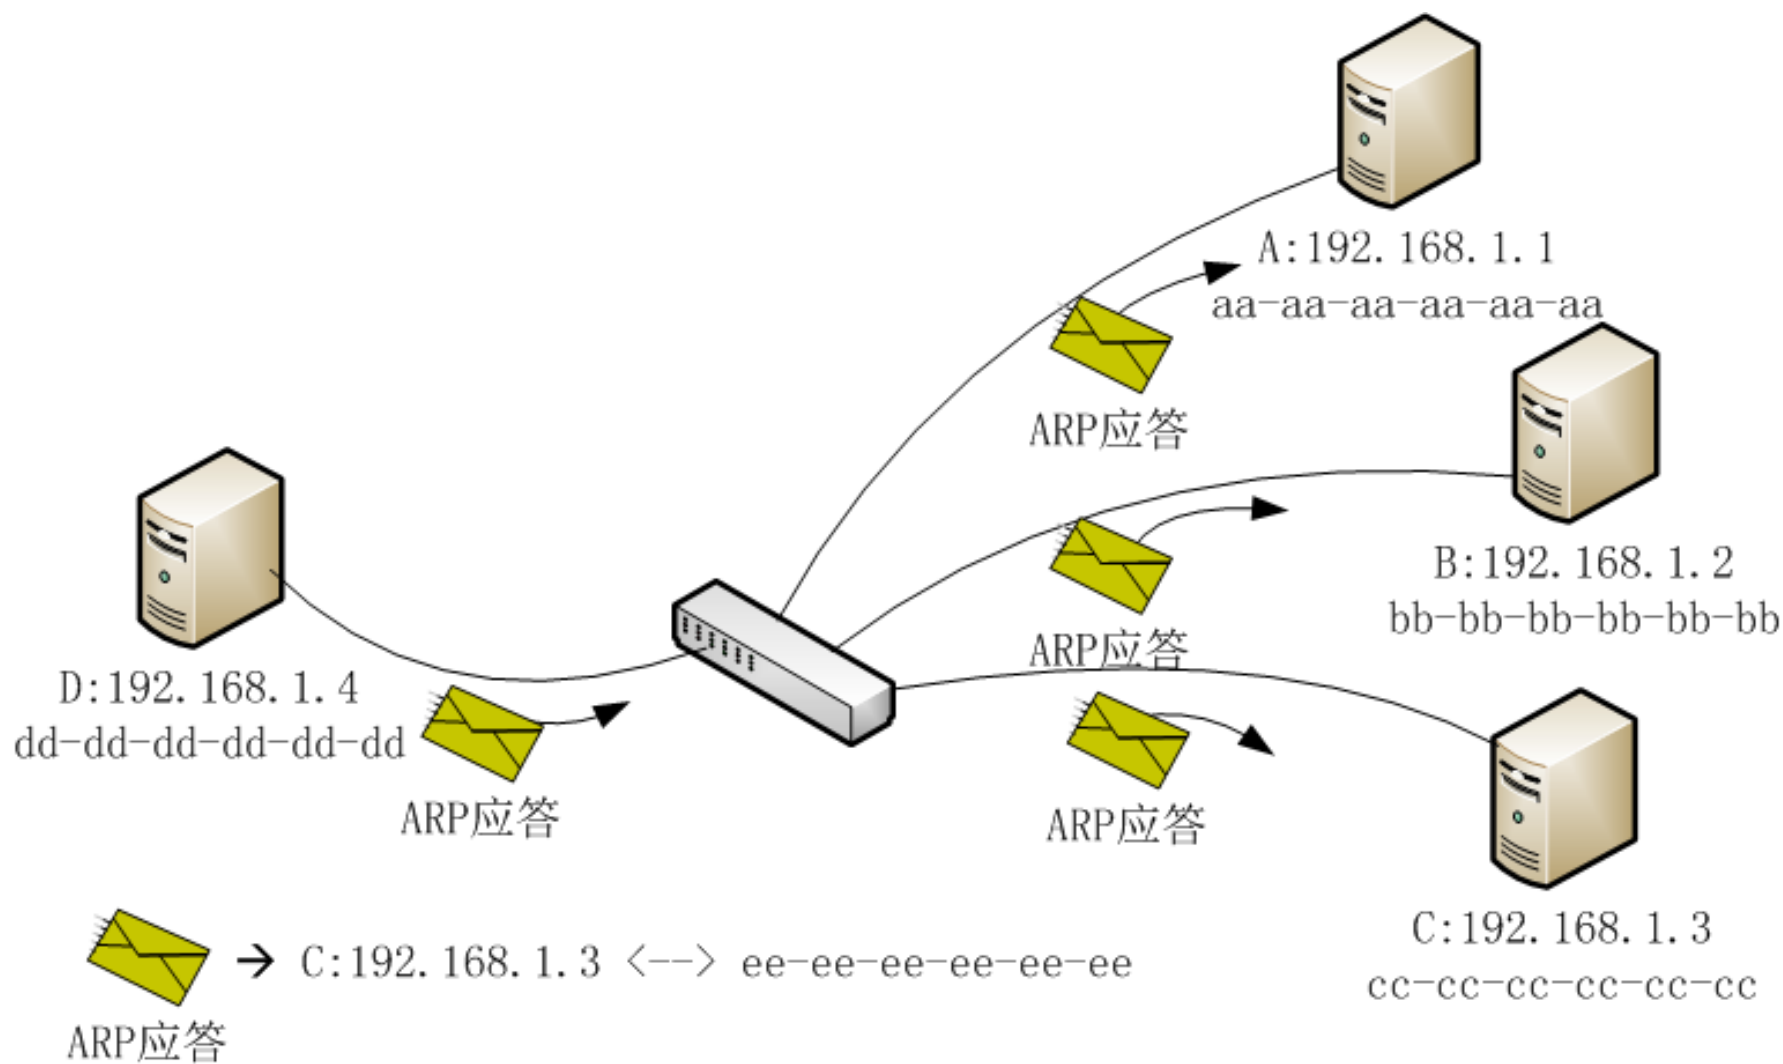 A:192.168.1.1
aa-aa-aa-aa-aa-aa
ARP应答
B:192.168.1.2
bb-bb-bb-bb-bb-bb
ARP应答
D:192.168.1.4
dd-dd-dd-dd-dd-dd
ARP应答
ARP应答
C:192.168.1.3
cc-cc-cc-cc-cc-cc
→ C:192.168.1.3 <--> ee-ee-ee-ee-ee-ee
ARP应答